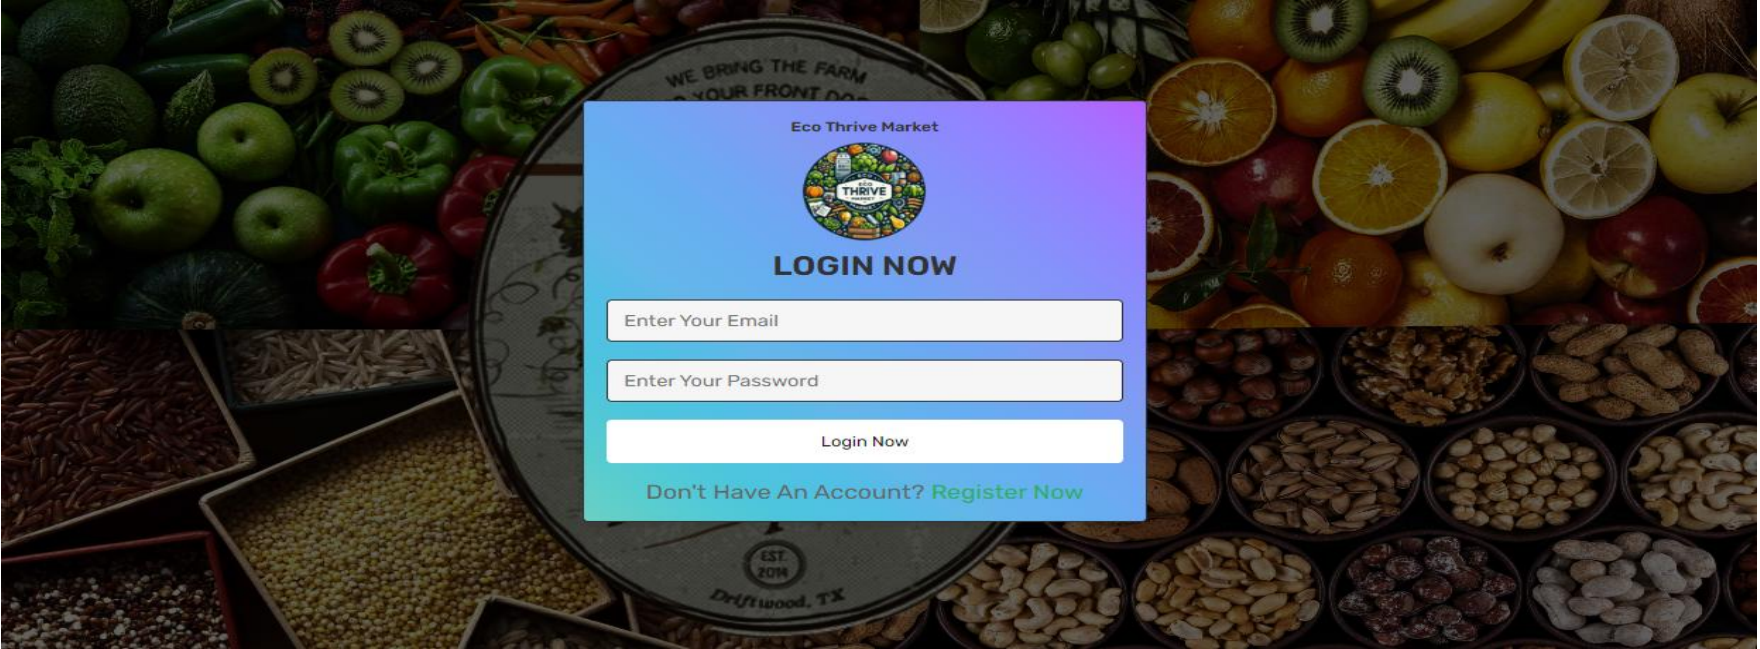 WE BRING THE FARM
YOUR FRONT
Eco Thrive Market
ECO
THRIVE
MARKET
LOGIN NOW
Enter Your Email
Enter Your Password
Login Now
Don't Have An Account? Register Now
EST.
2014
Driftwood, TX